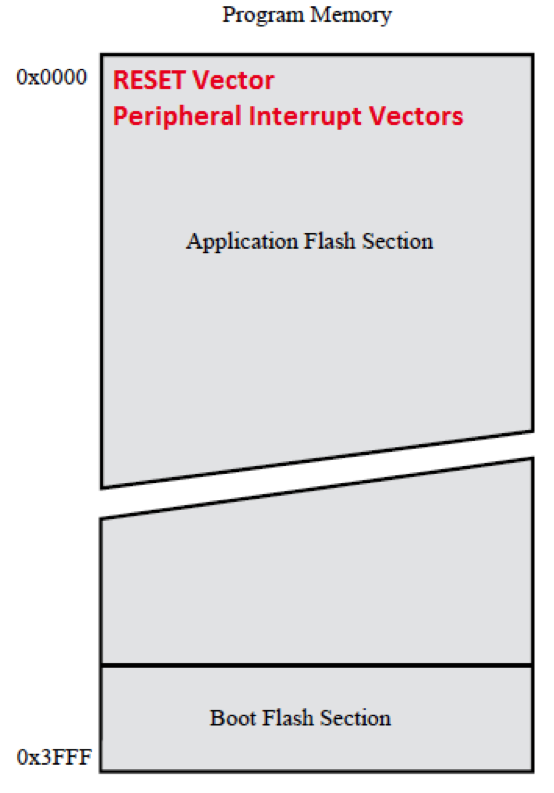 Program Memory
0x0000
RESET Vector
Peripheral Interrupt Vectors
Application Flash Section
Boot Flash Section
0x3FFF